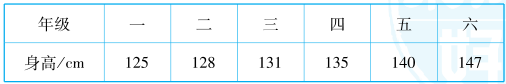 年级 一 二 三 四 五 六
身高/cm 125 128 131 135 140 147